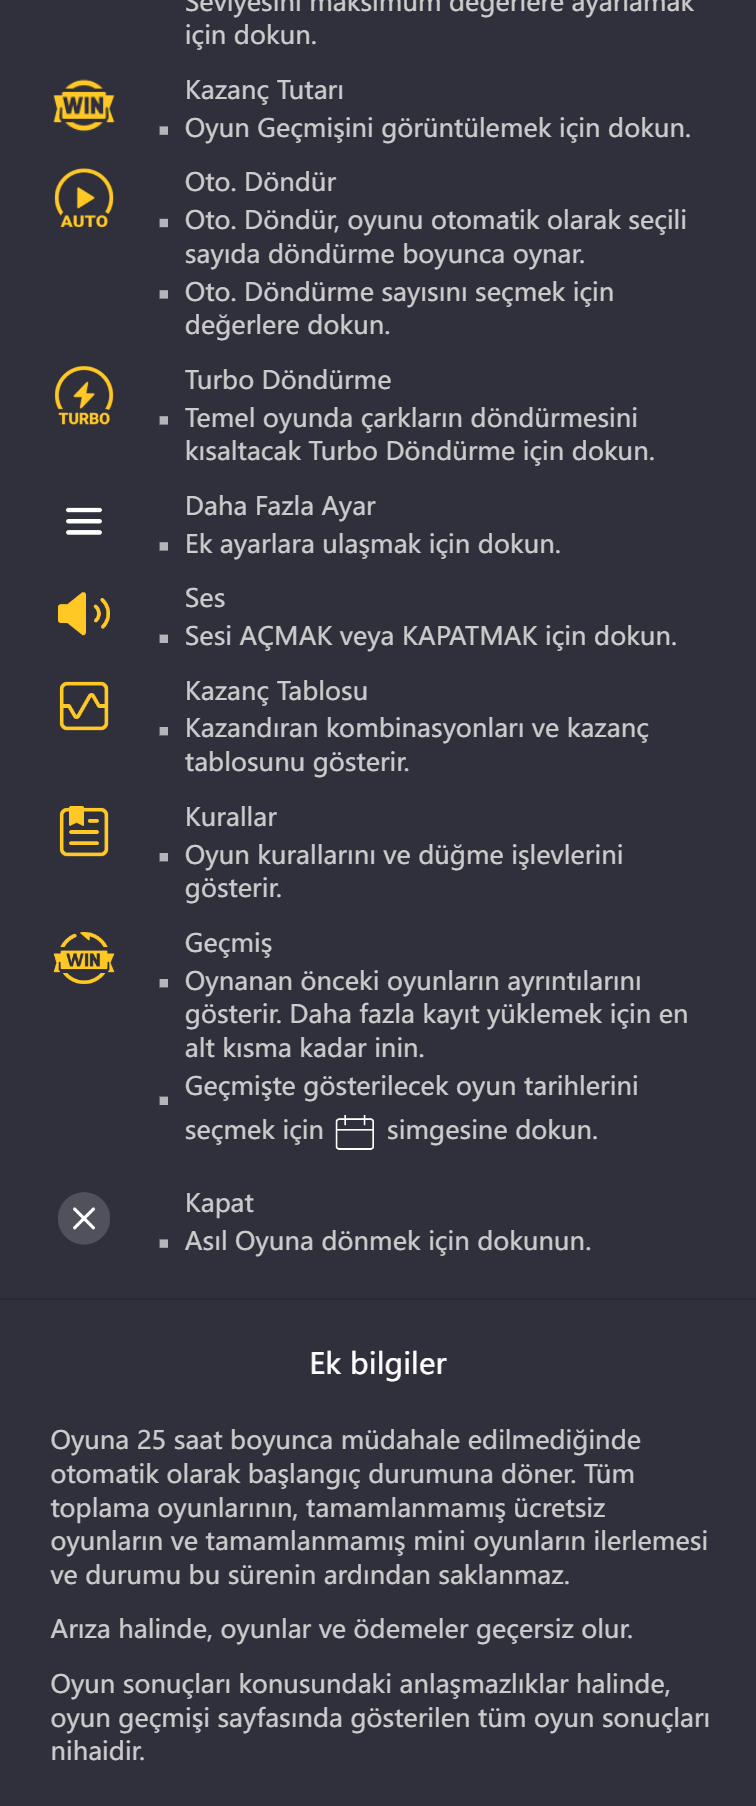 Seviyesini maksimum değerlere ayarlamak
için dokun.
WIN
Kazanç Tutarı
▪ Oyun Geçmişini görüntülemek için dokun.
AUTO
Oto. Döndür
▪ Oto. Döndür, oyunu otomatik olarak seçili
sayıda döndürme boyunca oynar.
▪ Oto. Döndürme sayısını seçmek için
değerlere dokun.
TURBO
Turbo Döndürme
▪ Temel oyunda çarkların döndürmesini
kısaltacak Turbo Döndürme için dokun.
Daha Fazla Ayar
▪ Ek ayarlara ulaşmak için dokun.
Ses
▪ Sesi AÇMAK veya KAPATMAK için dokun.
Kazanç Tablosu
▪ Kazandıran kombinasyonları ve kazanç
tablosunu gösterir.
Kurallar
▪ Oyun kurallarını ve düğme işlevlerini
gösterir.
WIN
Geçmiş
▪ Oynanan önceki oyunların ayrıntılarını
gösterir. Daha fazla kayıt yüklemek için en
alt kısma kadar inin.
▪ Geçmişte gösterilecek oyun tarihlerini
seçmek için simgesine dokun.
Kapat
▪ Asıl Oyuna dönmek için dokunun.
Ek bilgiler
Oyuna 25 saat boyunca müdahale edilmediğinde
otomatik olarak başlangıç durumuna döner. Tüm
toplama oyunlarının, tamamlanmamış ücretsiz
oyunların ve tamamlanmamış mini oyunların ilerlemesi
ve durumu bu sürenin ardından saklanmaz.
Arıza halinde, oyunlar ve ödemeler geçersiz olur.
Oyun sonuçları konusundaki anlaşmazlıklar halinde,
oyun geçmişi sayfasında gösterilen tüm oyun sonuçları
nihaidir.